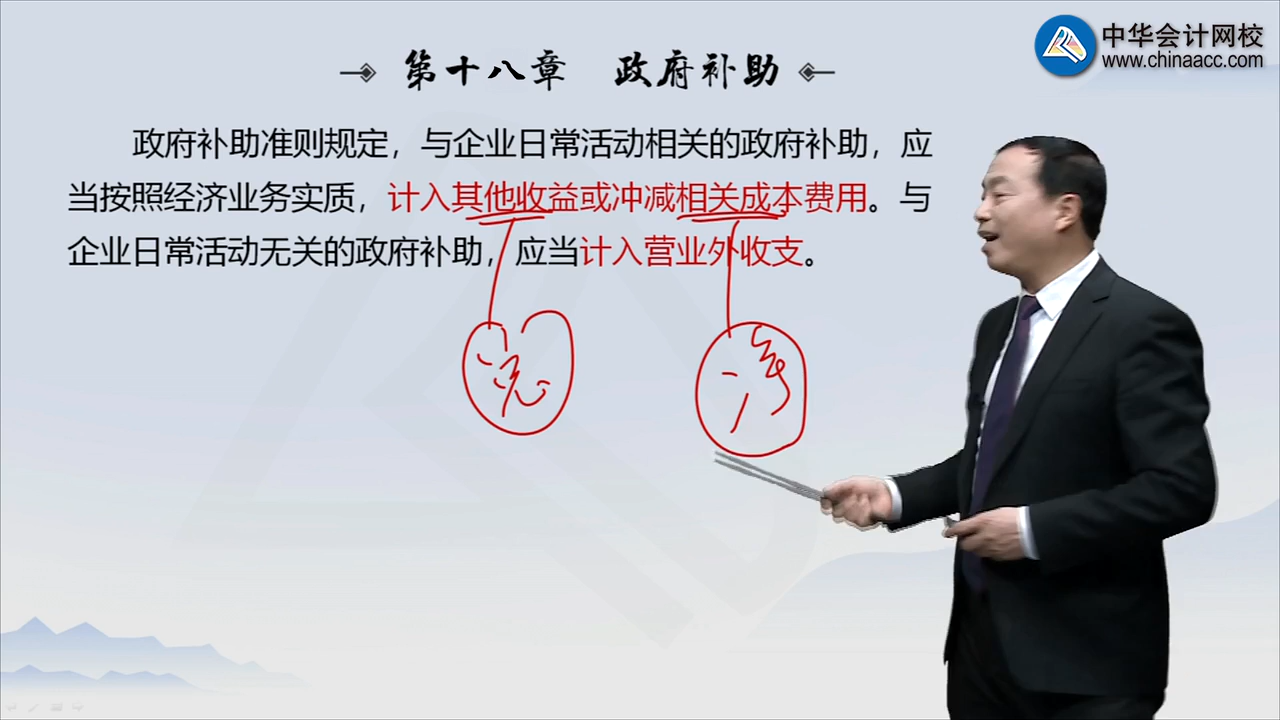 中华会计网校
www.chinaacc.com
第十八章 政府补助
政府补助准则规定，与企业日常活动相关的政府补助，应
当按照经济业务实质，计入其他收益或冲减相关成本费用。与
企业日常活动无关的政府补助，应当计入营业外收支。
总
净